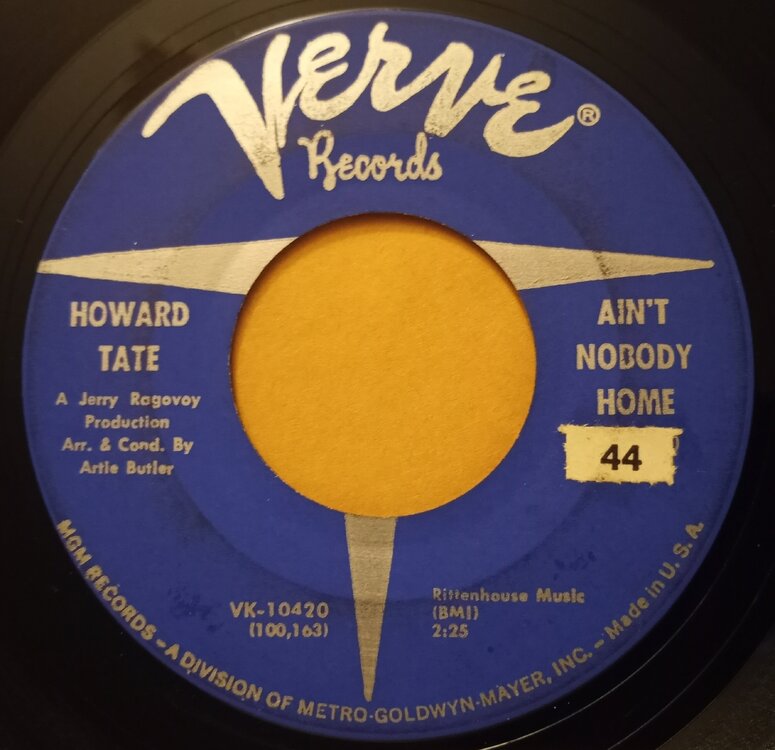 Verve®
Records
HOWARD
TATE
A Jerry Ragovoy
Production
Arr. & Cond. By
Artie Butler
AIN'T
NOBODY
HOME
44
VK-10420
(100,163)
Rittenhouse Music
(BMI)
2:25
MGM RECORDS – A DIVISION OF METRO-GOLDWYN-MAYER, INC. – Made in U.S.A.